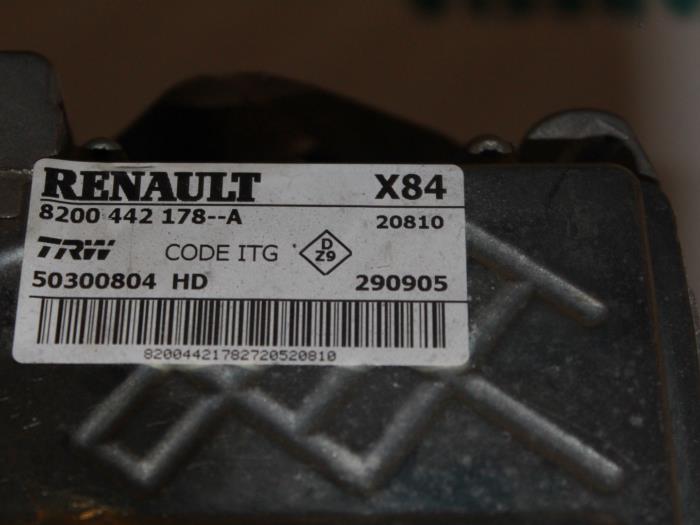 RENAULT X84
8200 442 178--A 20810
TRW CODE ITG D Z9
50300804 HD 290905
82004421782720520810